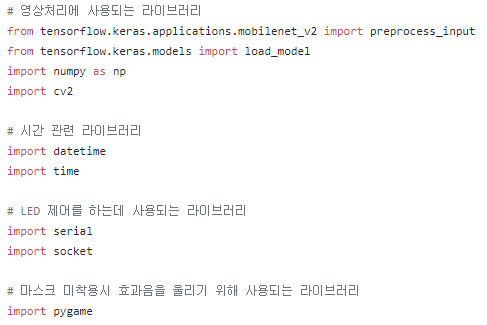 # 영상처리에 사용되는 라이브러리
from tensorflow.keras.applications.mobilenet_v2 import preprocess_input
from tensorflow.keras.models import load_model
import numpy as np
import cv2
# 시간 관련 라이브러리
import datetime
import time
# LED 제어를 하는데 사용되는 라이브러리
import serial
import socket
# 마스크 미착용시 효과음을 울리기 위해 사용되는 라이브러리
import pygame